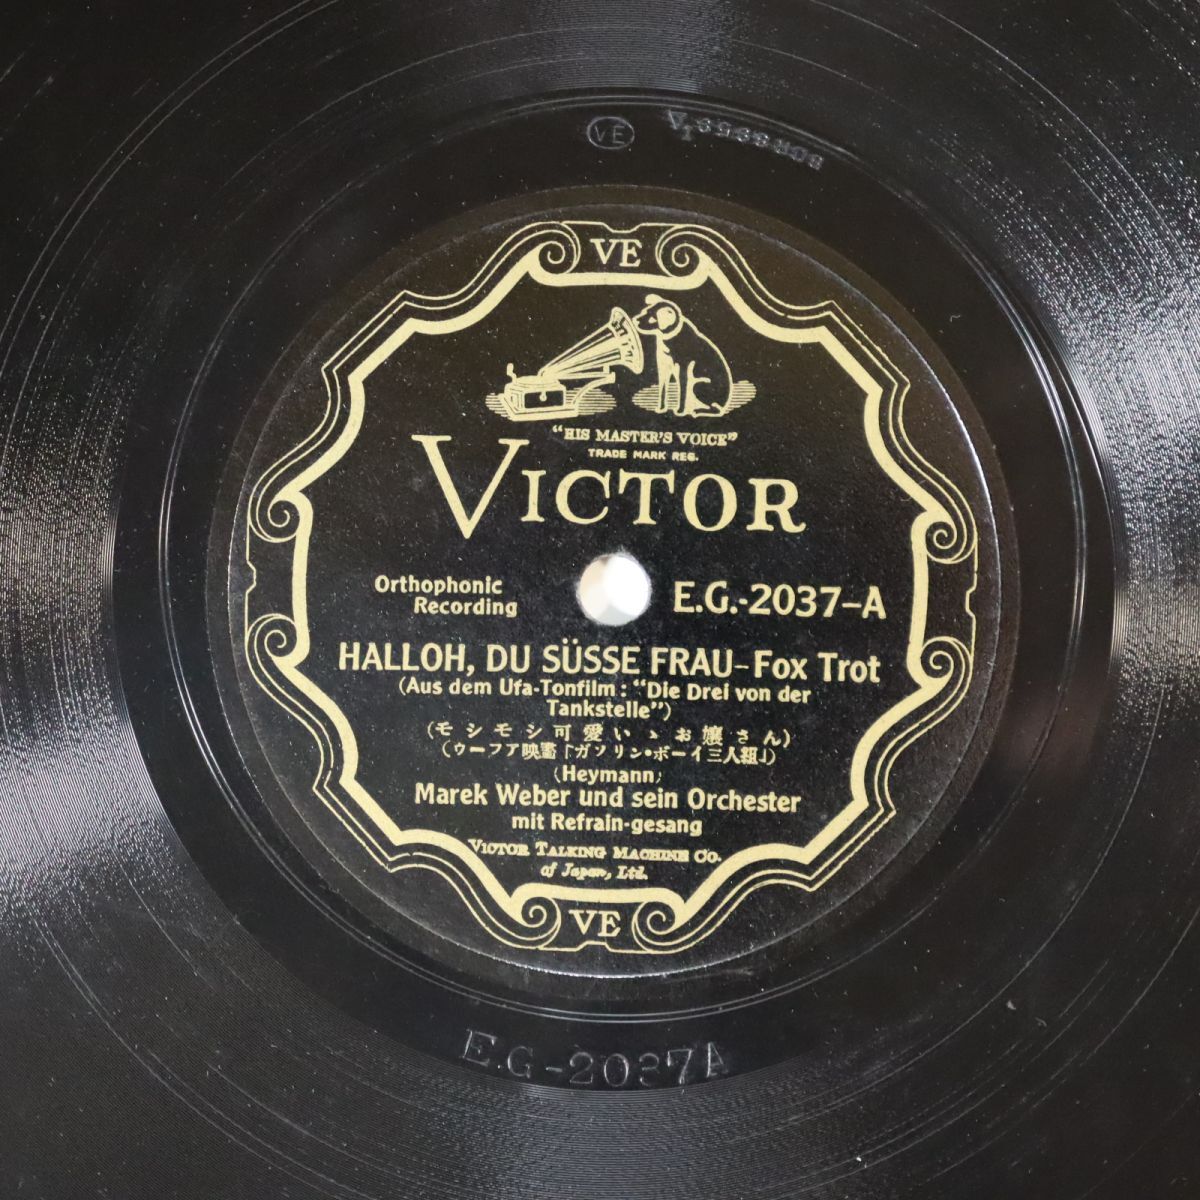 VE
VE
"HIS MASTER'S VOICE"
TRADE MARK REG.
VICTOR
Orthophonic
Recording
E.G.-2037-A
HALLOH, DU SÜSSE FRAU-Fox Trot
(Aus dem Ufa-Tonfilm: "Die Drei von der
Tankstelle")
(モシモシ可愛いゝお孃さん)
(ウーフア映畫「ガソリン・ボーイ三人組」)
(Heymann)
Marek Weber und sein Orchester
mit Refrain-gesang
VICTOR TALKING MACHINE CO.
of Japan, Ltd.
VE
E.G-2037A